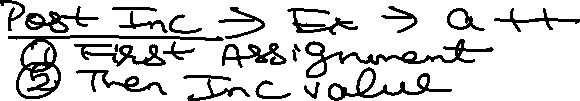 Post Inc → Ex → a++
① First Assignment
② Then Inc value